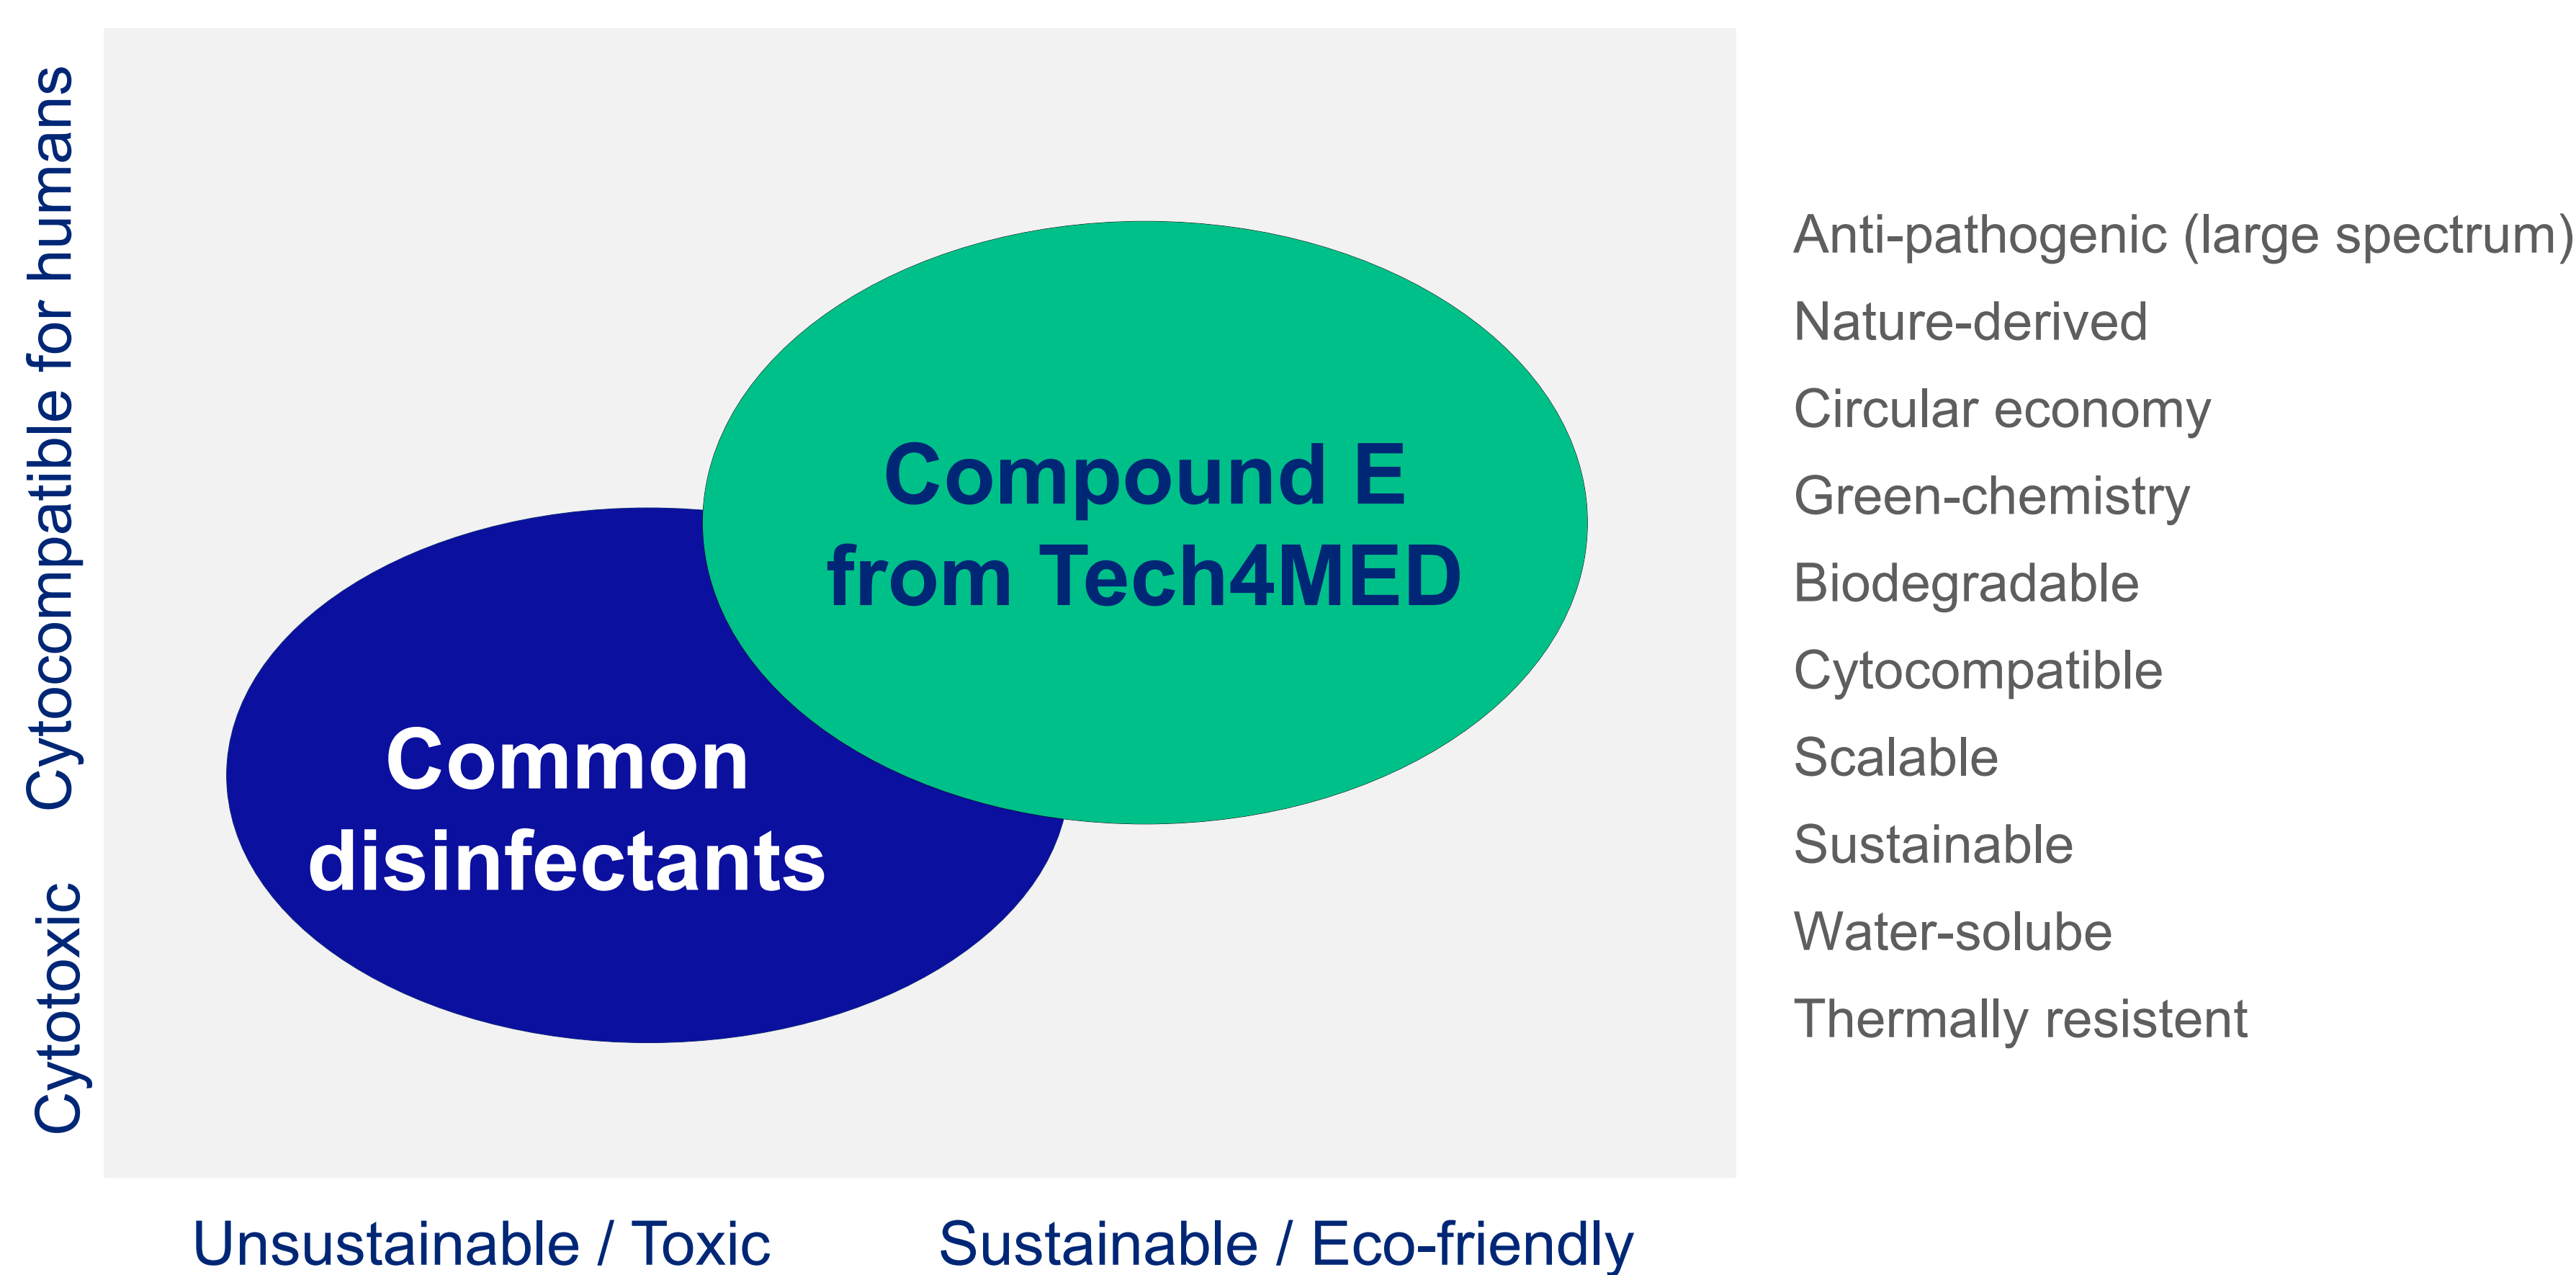 Cytocompatible for humans
Cytotoxic
Compound E
from Tech4MED
Common
disinfectants
Unsustainable / Toxic
Sustainable / Eco-friendly
Anti-pathogenic (large spectrum)
Nature-derived
Circular economy
Green-chemistry
Biodegradable
Cytocompatible
Scalable
Sustainable
Water-solube
Thermally resistent